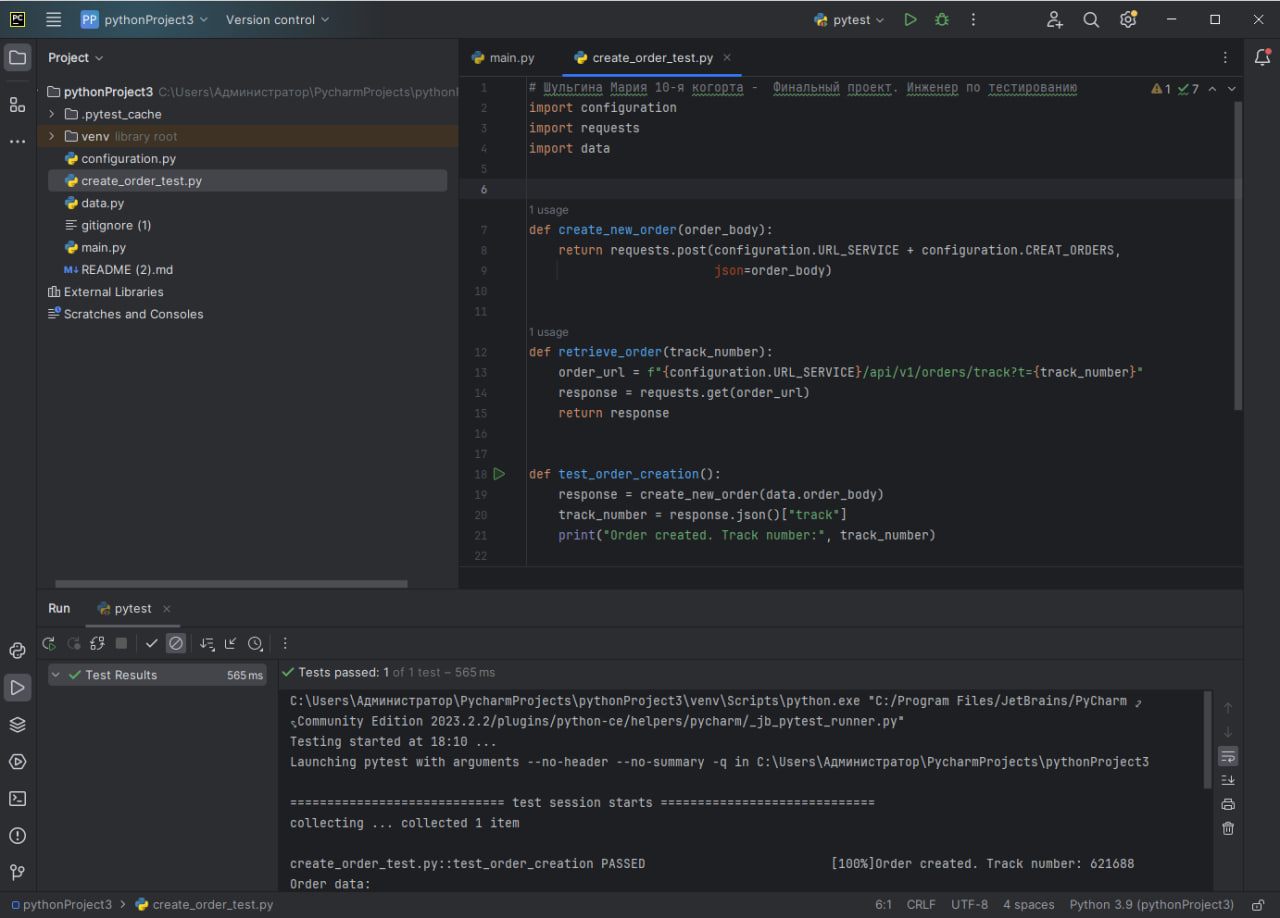 PC
PP pythonProject3
Version control
pytest
Project
pythonProject3 C:\Users\Администратор\PycharmProjects\pythonl
.pytest_cache
venv library root
configuration.py
create_order_test.py
data.py
gitignore (1)
main.py
M↓ README (2).md
External Libraries
Scratches and Consoles
main.py
create_order_test.py
1 7
1 # Шульгина Мария 10-я когорта - Финальный проект. Инженер по тестированию
2 import configuration
3 import requests
4 import data
5
6
1 usage
7 def create_new_order(order_body):
8 return requests.post(configuration.URL_SERVICE + configuration.CREAT_ORDERS,
9 json=order_body)
10
11
1 usage
12 def retrieve_order(track_number):
13 order_url = f"{configuration.URL_SERVICE}/api/v1/orders/track?t={track_number}"
14 response = requests.get(order_url)
15 return response
16
17
18 def test_order_creation():
19 response = create_new_order(data.order_body)
20 track_number = response.json()["track"]
21 print("Order created. Track number:", track_number)
22
Run
pytest
Test Results 565 ms
Tests passed: 1 of 1 test – 565 ms
C:\Users\Администратор\PycharmProjects\pythonProject3\venv\Scripts\python.exe "C:/Program Files/JetBrains/PyCharm
Community Edition 2023.2.2/plugins/python-ce/helpers/pycharm/_jb_pytest_runner.py"
Testing started at 18:10 ...
Launching pytest with arguments --no-header --no-summary -q in C:\Users\Администратор\PycharmProjects\pythonProject3
============================= test session starts =============================
collecting ... collected 1 item
create_order_test.py::test_order_creation PASSED [100%]Order created. Track number: 621688
Order data:
pythonProject3 > create_order_test.py
6:1 CRLF UTF-8 4 spaces Python 3.9 (pythonProject3)